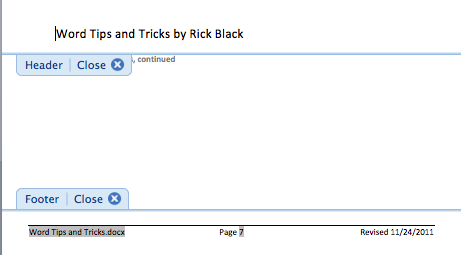 Word Tips and Tricks by Rick Black
Header Close
, continued
Footer Close
Word Tips and Tricks.docx Page 7 Revised 11/24/2011